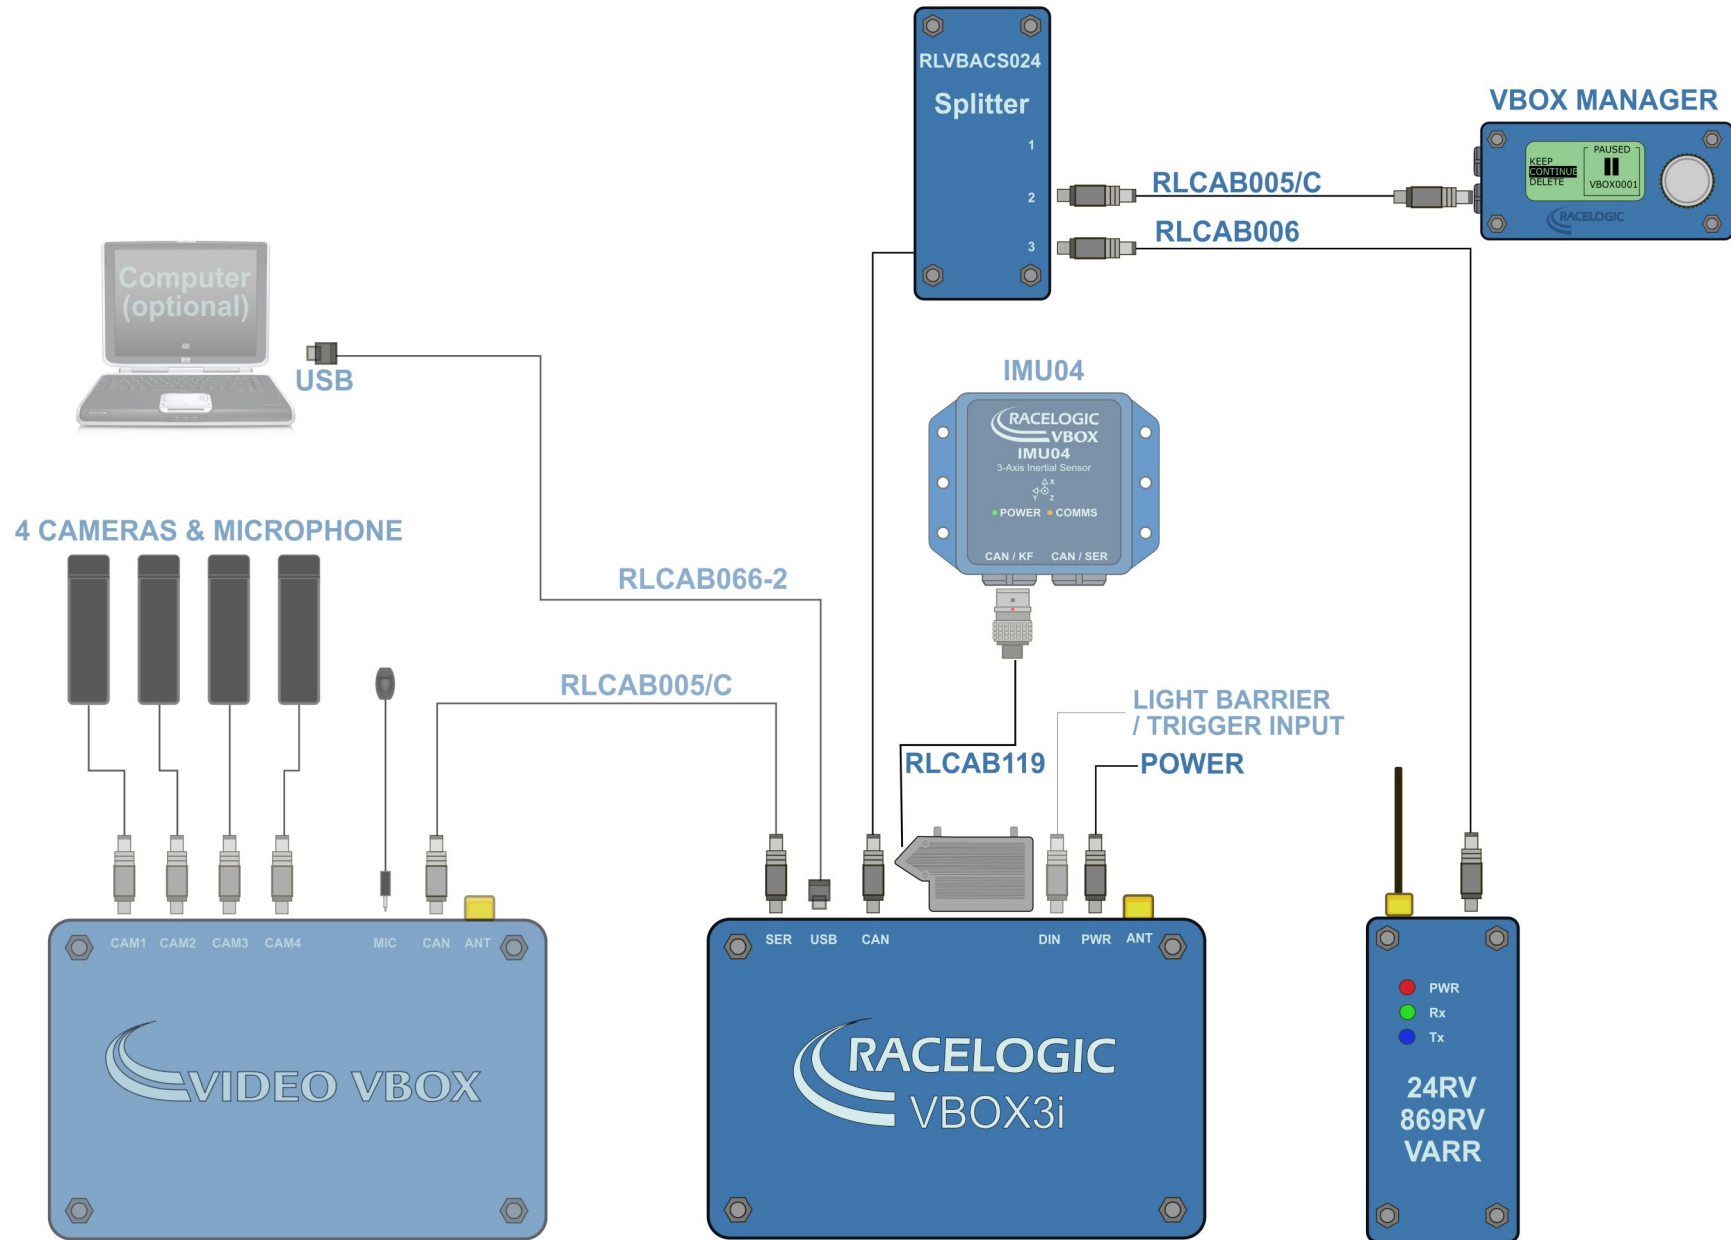 RLVBACS024
Splitter
1
2
3
VBOX MANAGER
KEEP
CONTINUE
DELETE
PAUSED
VBOX0001
RACELOGIC
RLCAB005/C
RLCAB006
Computer
(optional)
USB
IMU04
RACELOGIC
VBOX
IMU04
3-Axis Inertial Sensor
X
Y Z
POWER COMMS
CAN / KF CAN / SER
4 CAMERAS & MICROPHONE
RLCAB066-2
RLCAB005/C
LIGHT BARRIER
/ TRIGGER INPUT
RLCAB119
POWER
CAM1 CAM2 CAM3 CAM4 MIC CAN ANT
VIDEO VBOX
SER USB CAN DIN PWR ANT
RACELOGIC
VBOX3i
PWR
Rx
Tx
24RV
869RV
VARR